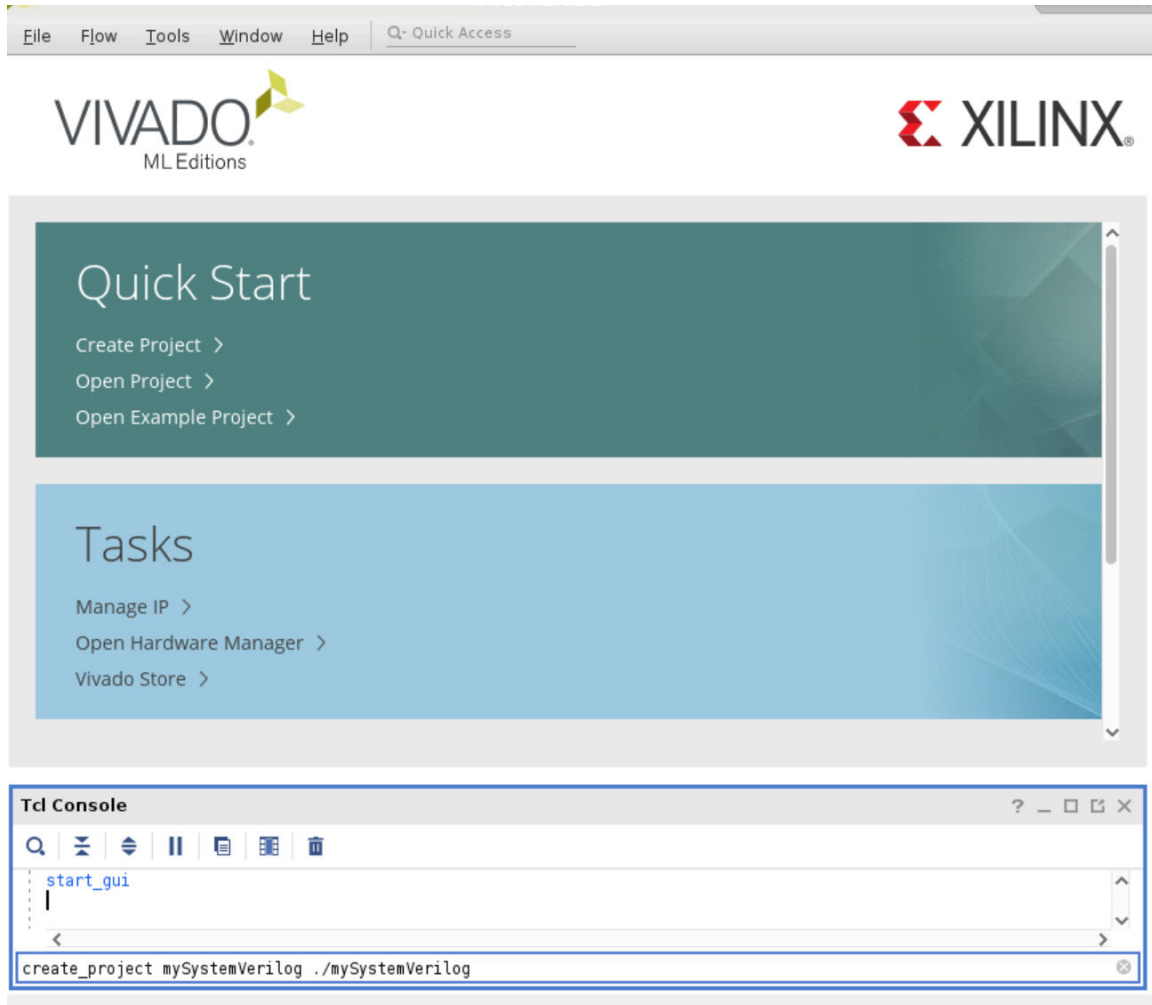 File Flow Tools Window Help Quick Access
VIVADO.
ML Editions
XILINX®
Quick Start
Create Project >
Open Project >
Open Example Project >
Tasks
Manage IP >
Open Hardware Manager >
Vivado Store >
Tcl Console
start_gui
create_project mySystemVerilog ./mySystemVerilog